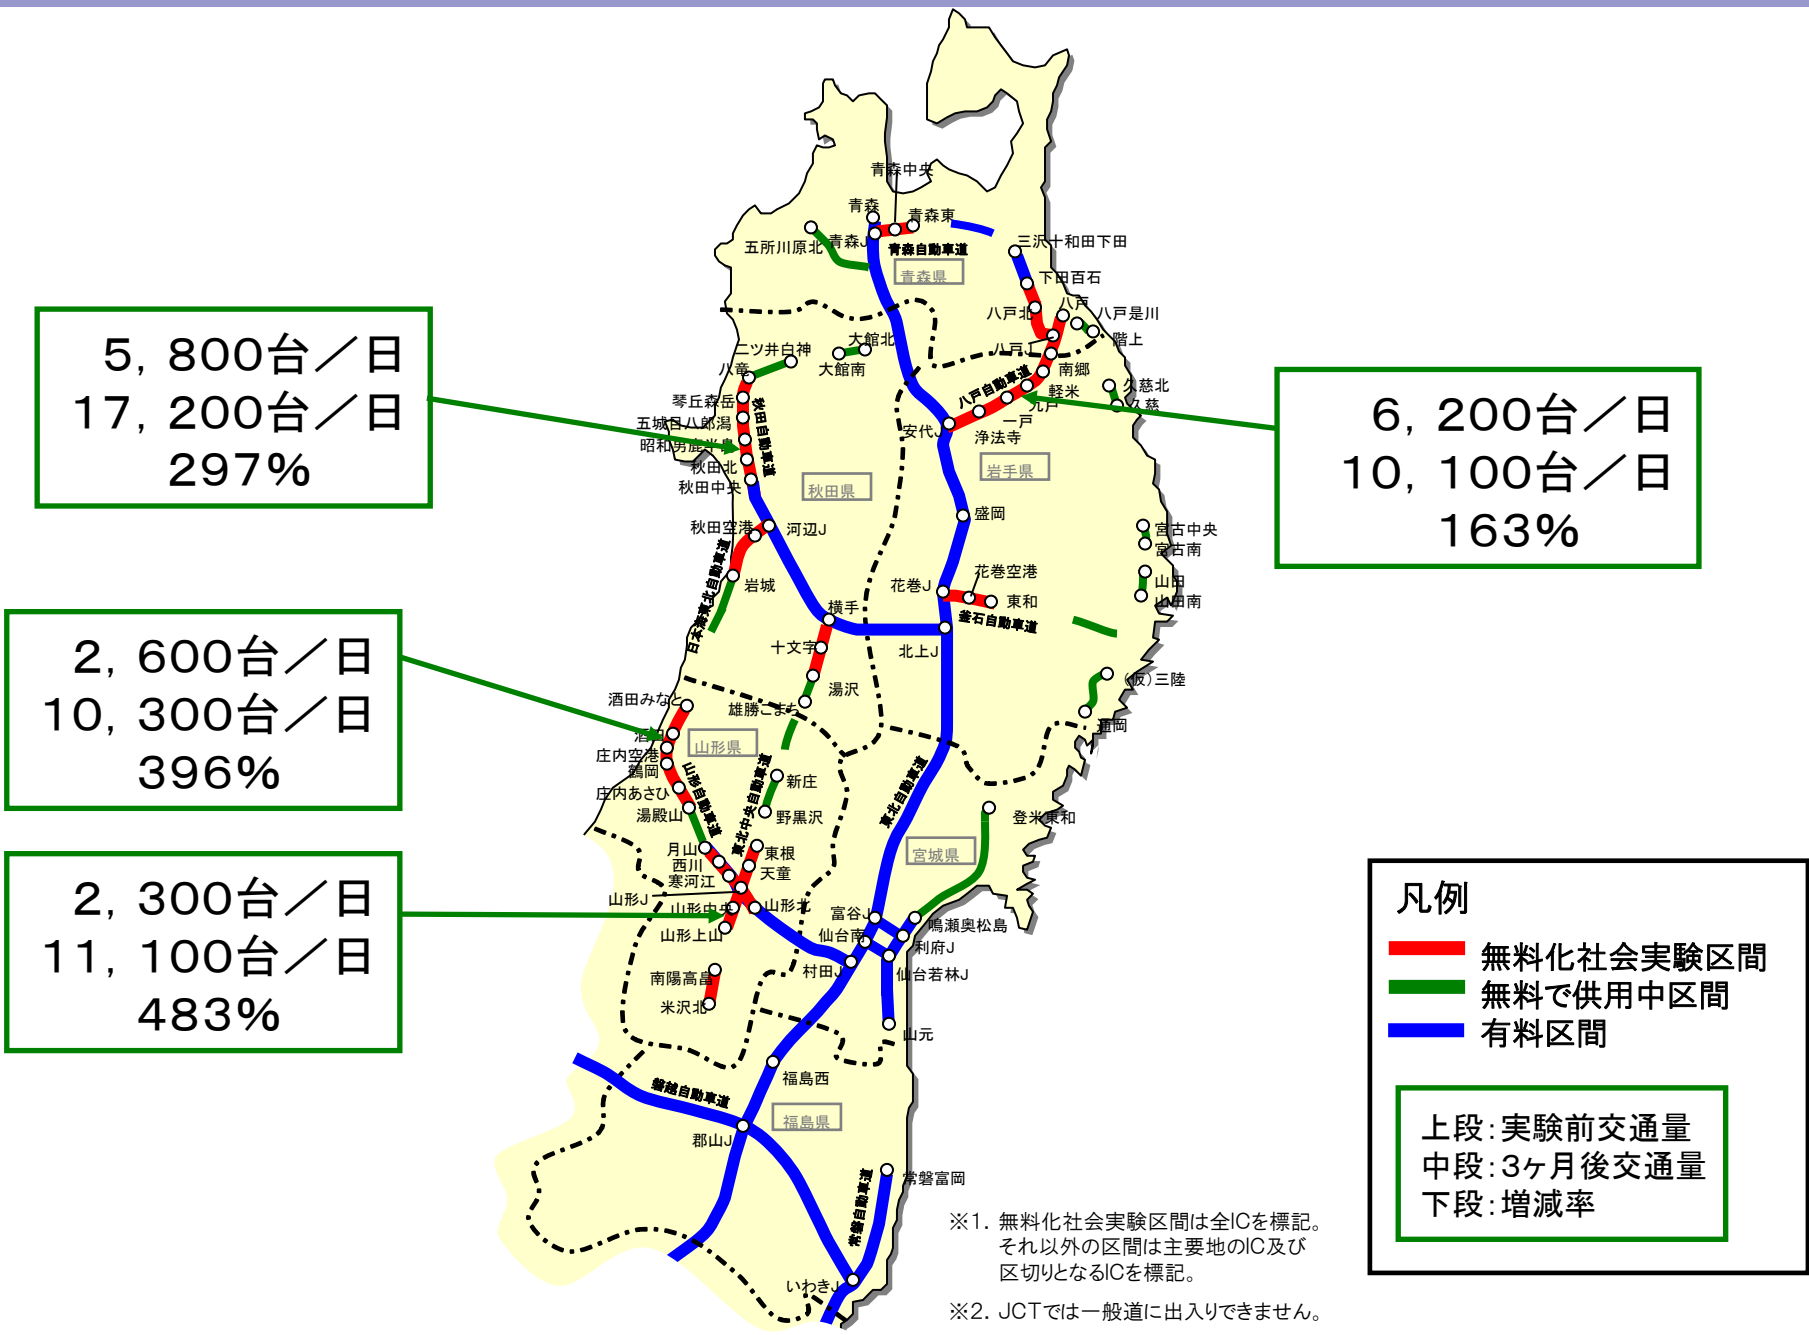 青森中央
青森
青森東
五所川原北
青森J
青森自動車道
青森県
三沢十和田下田
下田百石
八戸北
八戸
八戸是川
階上
八戸J
南郷
軽米
九戸
一戸
浄法寺
八戸自動車道
安代J
久慈北
久慈
大館北
大館南
二ツ井白神
八竜
琴丘森岳
五城目八郎潟
昭和男鹿半島
秋田北
秋田中央
秋田自動車道
秋田県
岩手県
5,800台/日
17,200台/日
297%
6,200台/日
10,100台/日
163%
秋田空港
河辺J
盛岡
宮古中央
宮古南
山田
山田南
岩城
日本海東北自動車道
花巻J
花巻空港
東和
釜石自動車道
横手
十文字
北上J
湯沢
雄勝こまち
(仮)三陸
通岡
2,600台/日
10,300台/日
396%
酒田みなと
酒田
庄内空港
鶴岡
庄内あさひ
湯殿山
山形県
山形自動車道
東北中央自動車道
新庄
野黒沢
東北自動車道
登米東和
宮城県
2,300台/日
11,100台/日
483%
月山
西川
寒河江
東根
天童
山形J
山形中央
山形北
山形上山
富谷J
鳴瀬奥松島
仙台南
利府J
村田J
仙台若林J
南陽高畠
米沢北
山元
福島西
磐越自動車道
福島県
郡山J
常磐富岡
常磐自動車道
いわきJ
凡例
無料化社会実験区間
無料で供用中区間
有料区間
上段:実験前交通量
中段:3ヶ月後交通量
下段:増減率
※1. 無料化社会実験区間は全ICを標記。
それ以外の区間は主要地のIC及び
区切りとなるICを標記。
※2. JCTでは一般道に出入りできません。